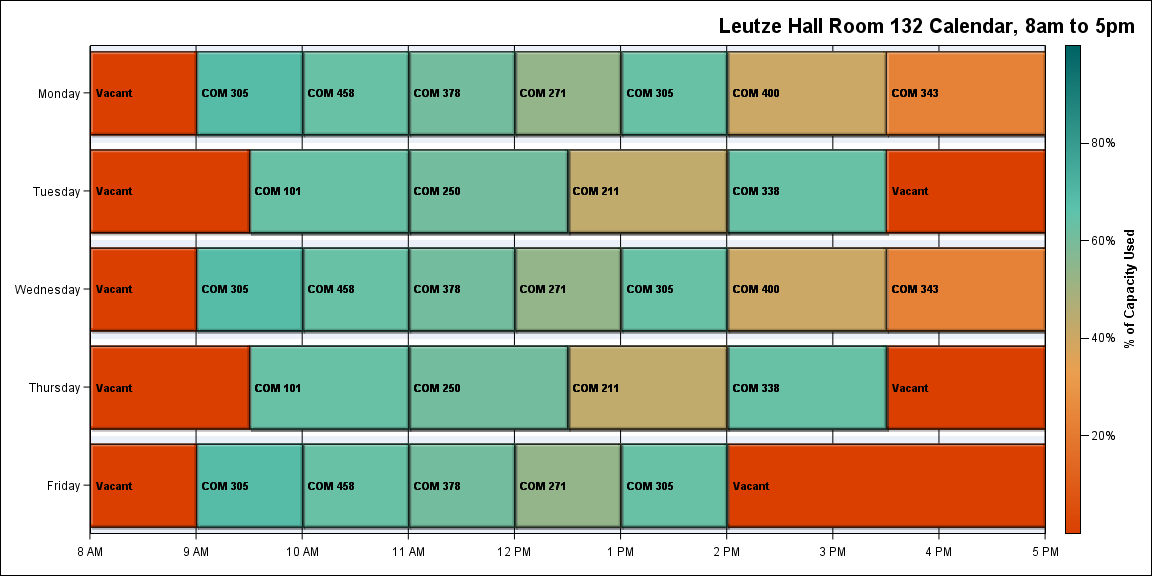 Leutze Hall Room 132 Calendar, 8am to 5pm
Monday
Vacant COM 305 COM 458 COM 378 COM 271 COM 305 COM 400 COM 343
Tuesday
Vacant COM 101 COM 250 COM 211 COM 338 Vacant
Wednesday
Vacant COM 305 COM 458 COM 378 COM 271 COM 305 COM 400 COM 343
Thursday
Vacant COM 101 COM 250 COM 211 COM 338 Vacant
Friday
Vacant COM 305 COM 458 COM 378 COM 271 COM 305 Vacant
8 AM 9 AM 10 AM 11 AM 12 PM 1 PM 2 PM 3 PM 4 PM 5 PM
80%
60%
40%
20%
% of Capacity Used